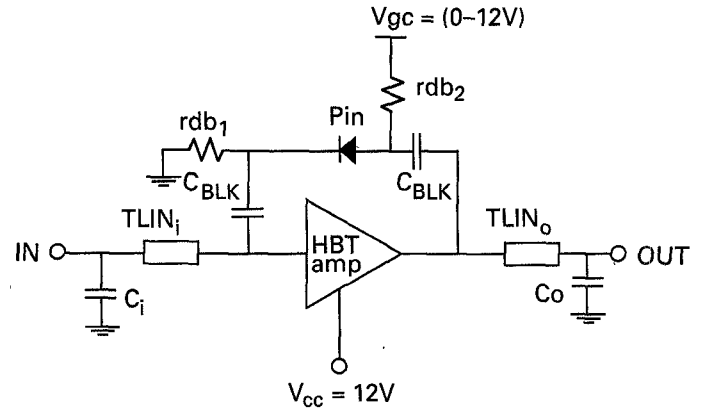 Vgc = (0–12V)
rdb2
Pin
rdb1
CBLK
CBLK
TLINi
TLINo
IN
HBT
amp
OUT
Ci
Co
Vcc = 12V